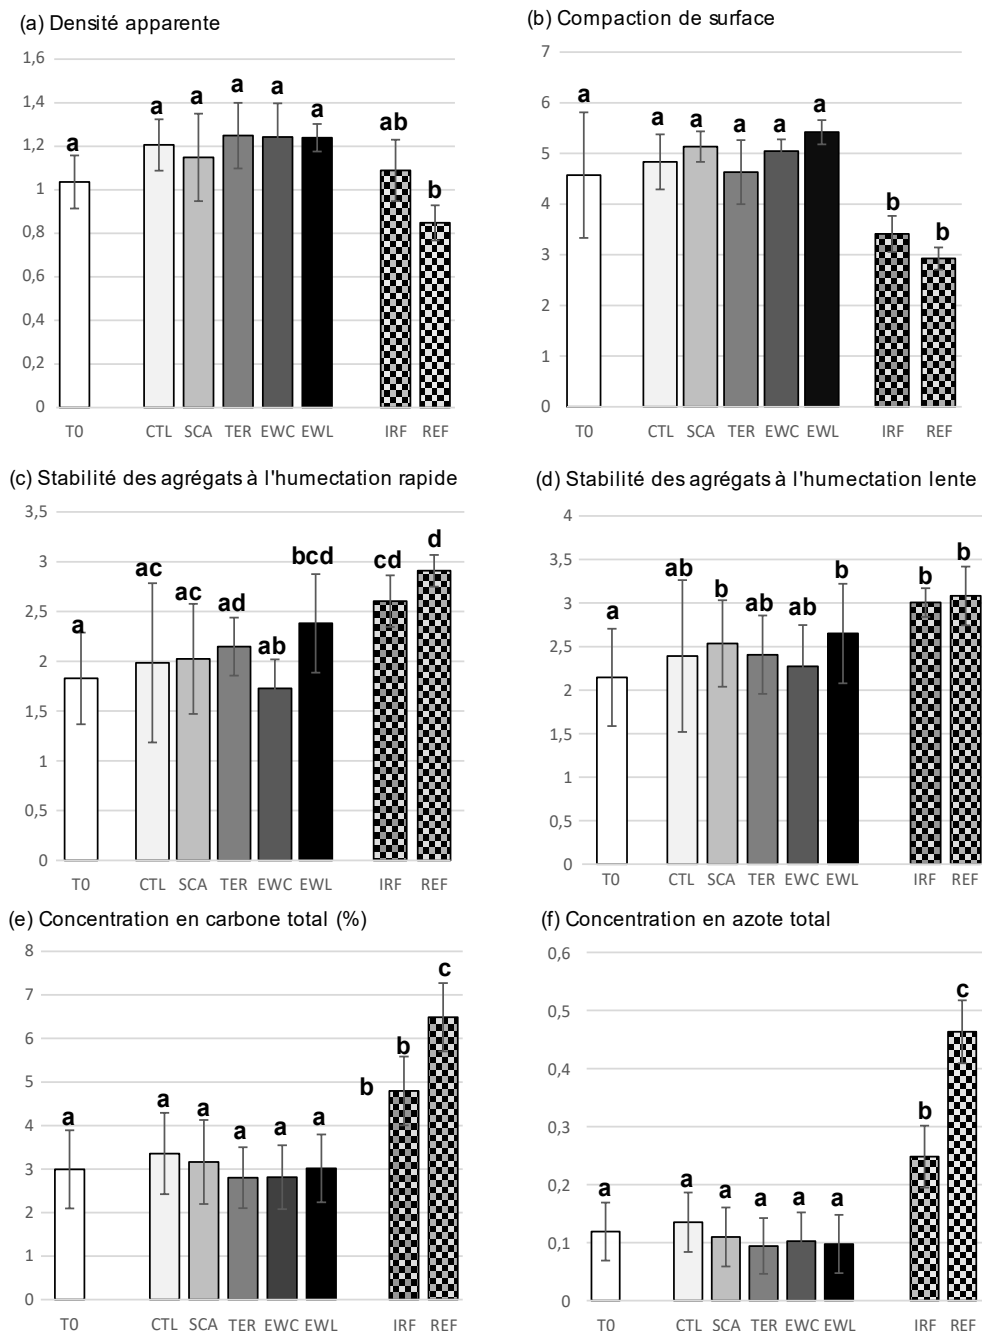 (a) Densité apparente
1,6
1,4
1,2
1
0,8
0,6
0,4
0,2
0
a a a a a a ab b
T0 CTL SCA TER EWC EWL IRF REF
(b) Compaction de surface
7
6
5
4
3
2
1
0
a a a a a a b b
T0 CTL SCA TER EWC EWL IRF REF
(c) Stabilité des agrégats à l'humectation rapide
3,5
3
2,5
2
1,5
1
0,5
0
a ac ac ad ab bcd cd d
T0 CTL SCA TER EWC EWL IRF REF
(d) Stabilité des agrégats à l'humectation lente
4
3,5
3
2,5
2
1,5
1
0,5
0
a ab b ab ab b b b
T0 CTL SCA TER EWC EWL IRF REF
(e) Concentration en carbone total (%)
8
7
6
5
4
3
2
1
0
a a a a a a b b c
T0 CTL SCA TER EWC EWL IRF REF
(f) Concentration en azote total
0,6
0,5
0,4
0,3
0,2
0,1
0
a a a a a a b c
T0 CTL SCA TER EWC EWL IRF REF